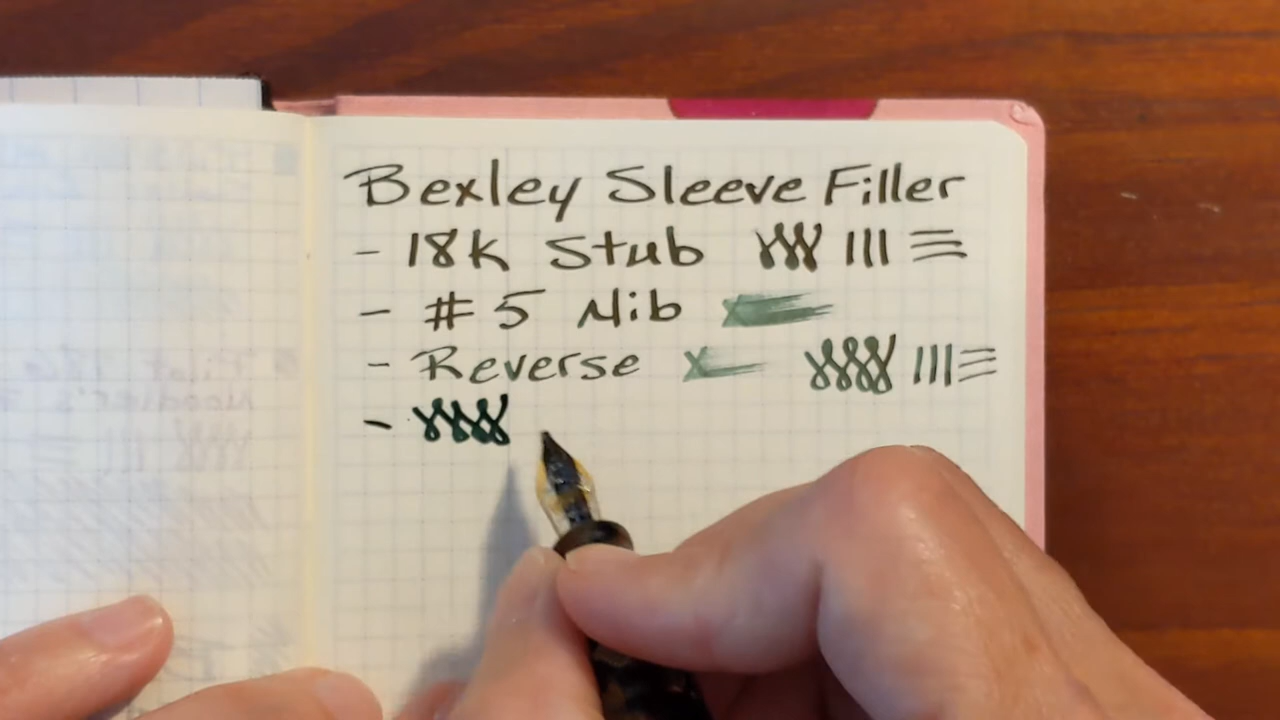 Bexley Sleeve Filler
- 18k Stub
- #5 Nib
- Reverse
-